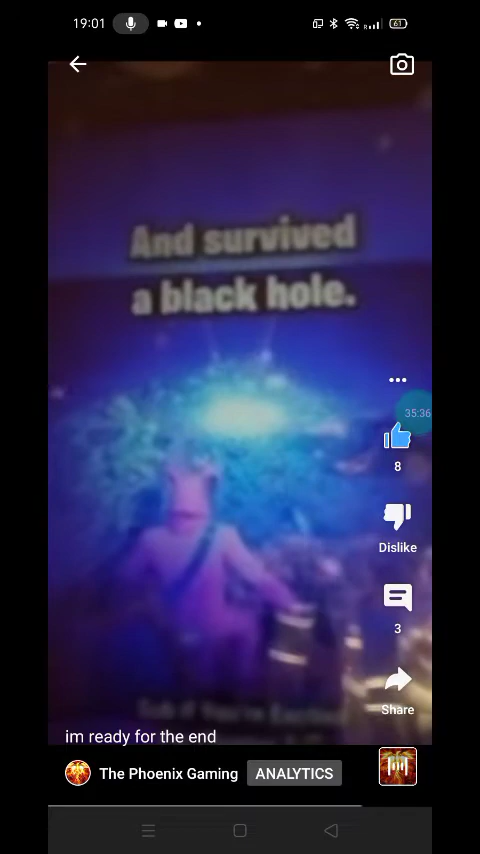 19:01
61
And survived
a black hole.
35:36
8
Dislike
3
Share
im ready for the end
The Phoenix Gaming
ANALYTICS